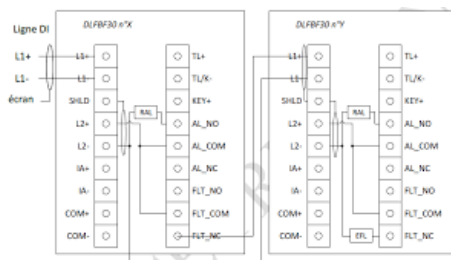 DLFBF30 n°X
DLFBF30 n°Y
Ligne DI
L1+
L1-
écran
L1+
L1-
SHLD
L2+
L2-
IA+
IA-
COM+
COM-
RAL
TL+
TL/K-
KEY+
AL_NO
AL_COM
AL_NC
FLT_NO
FLT_COM
FLT_NC
L1+
L1-
SHLD
L2+
L2-
IA+
IA-
COM+
COM-
RAL
EFL
TL+
TL/K-
KEY+
AL_NO
AL_COM
AL_NC
FLT_NO
FLT_COM
FLT_NC